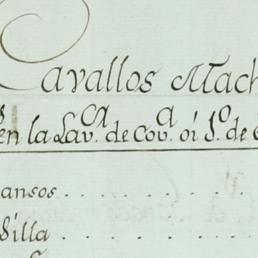 Cavallos Mach
en la Lav.ca de Cov.a oi 1.o de
ansos
Silla